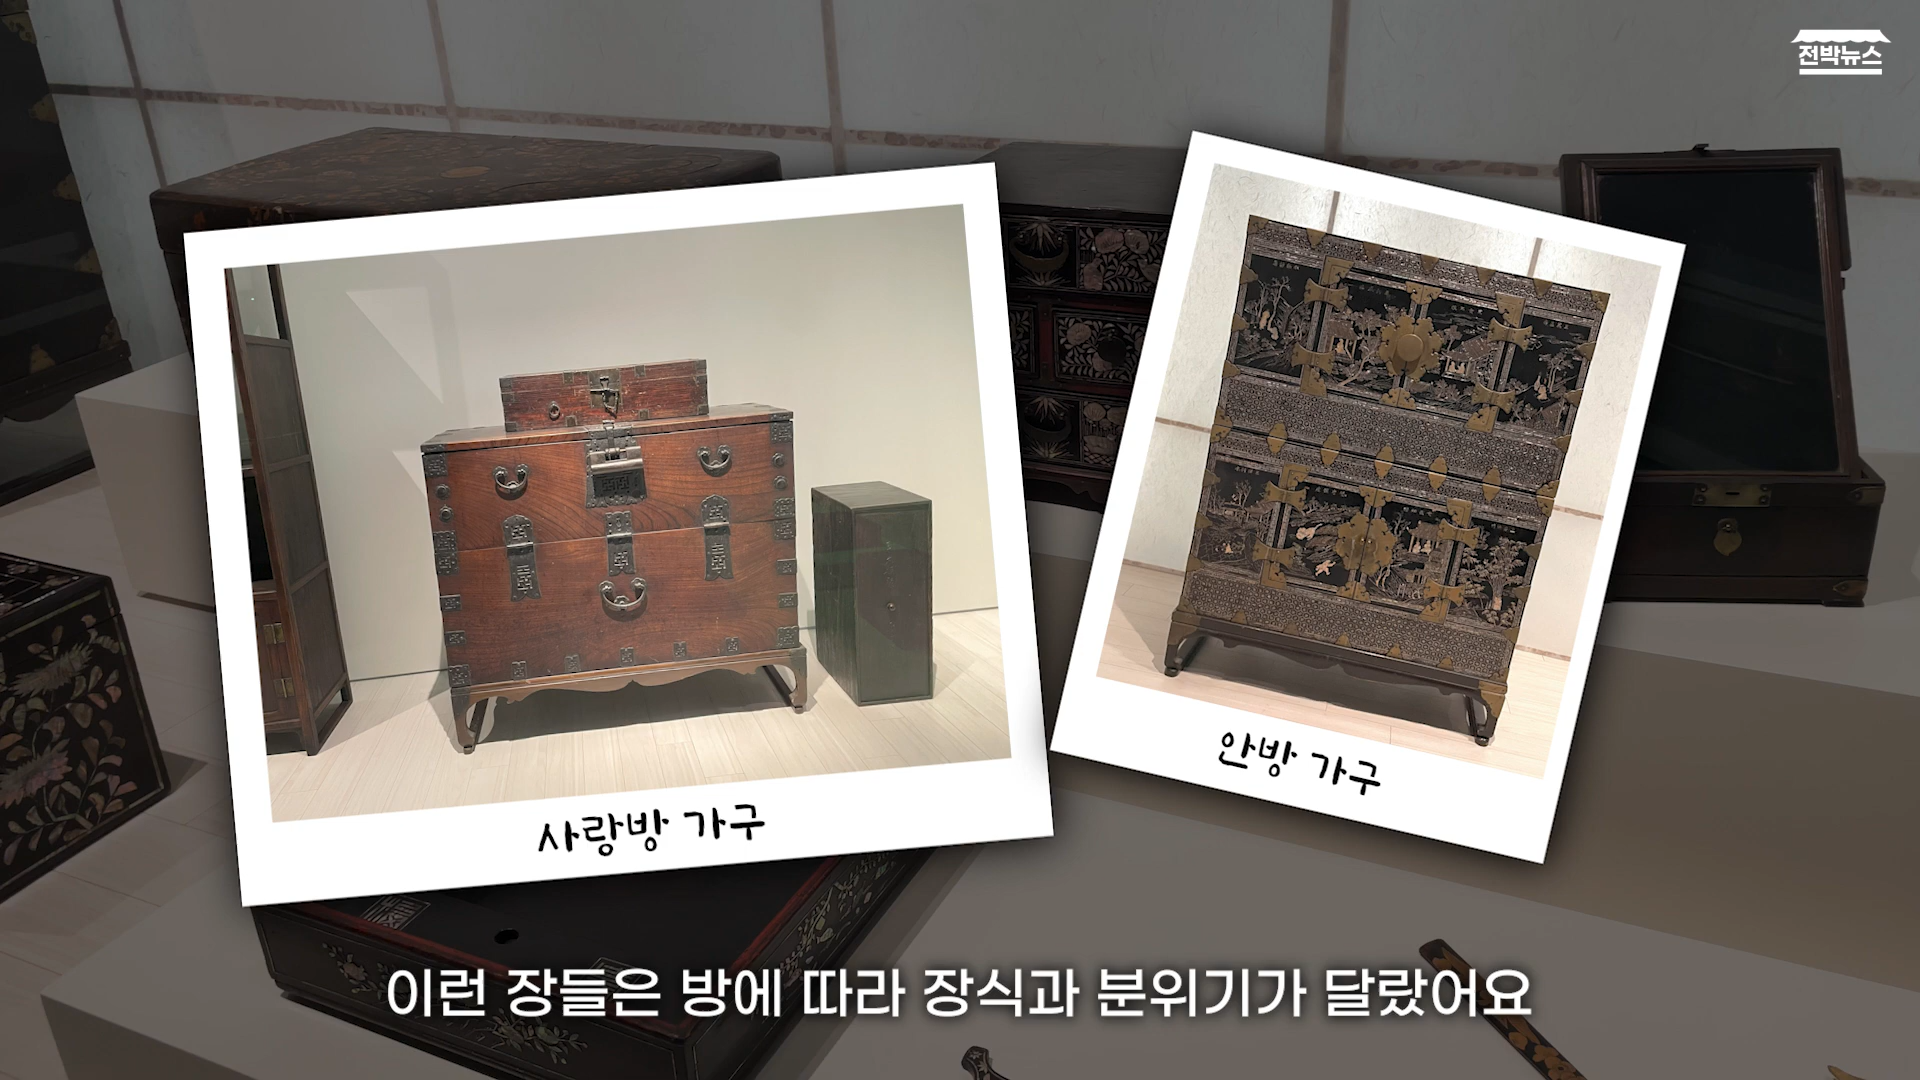 전박뉴스
사랑방 가구
안방 가구
이런 장들은 방에 따라 장식과 분위기가 달랐어요